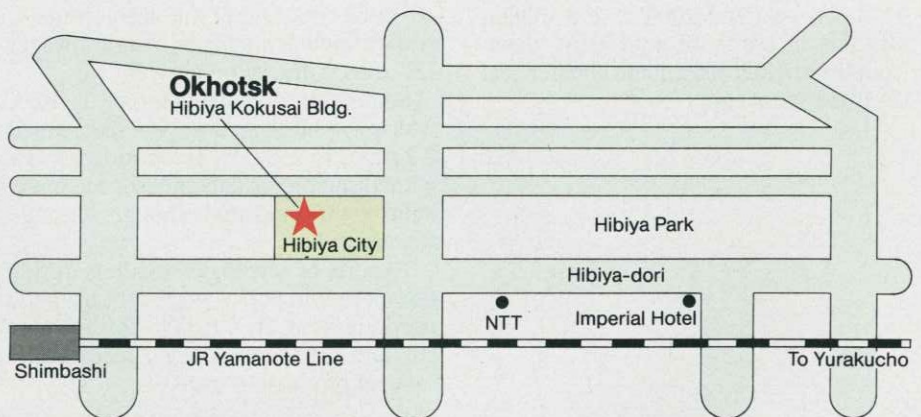 Okhotsk
Hibiya Kokusai Bldg.
Hibiya City
Hibiya Park
Hibiya-dori
NTT
Imperial Hotel
Shimbashi
JR Yamanote Line
To Yurakucho